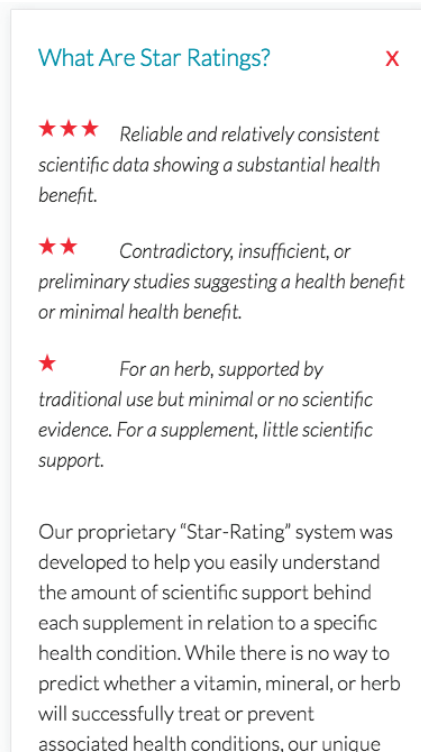 What Are Star Ratings? X
★★★ Reliable and relatively consistent
scientific data showing a substantial health
benefit.
★★ Contradictory, insufficient, or
preliminary studies suggesting a health benefit
or minimal health benefit.
★ For an herb, supported by
traditional use but minimal or no scientific
evidence. For a supplement, little scientific
support.
Our proprietary “Star-Rating” system was
developed to help you easily understand
the amount of scientific support behind
each supplement in relation to a specific
health condition. While there is no way to
predict whether a vitamin, mineral, or herb
will successfully treat or prevent
associated health conditions, our unique